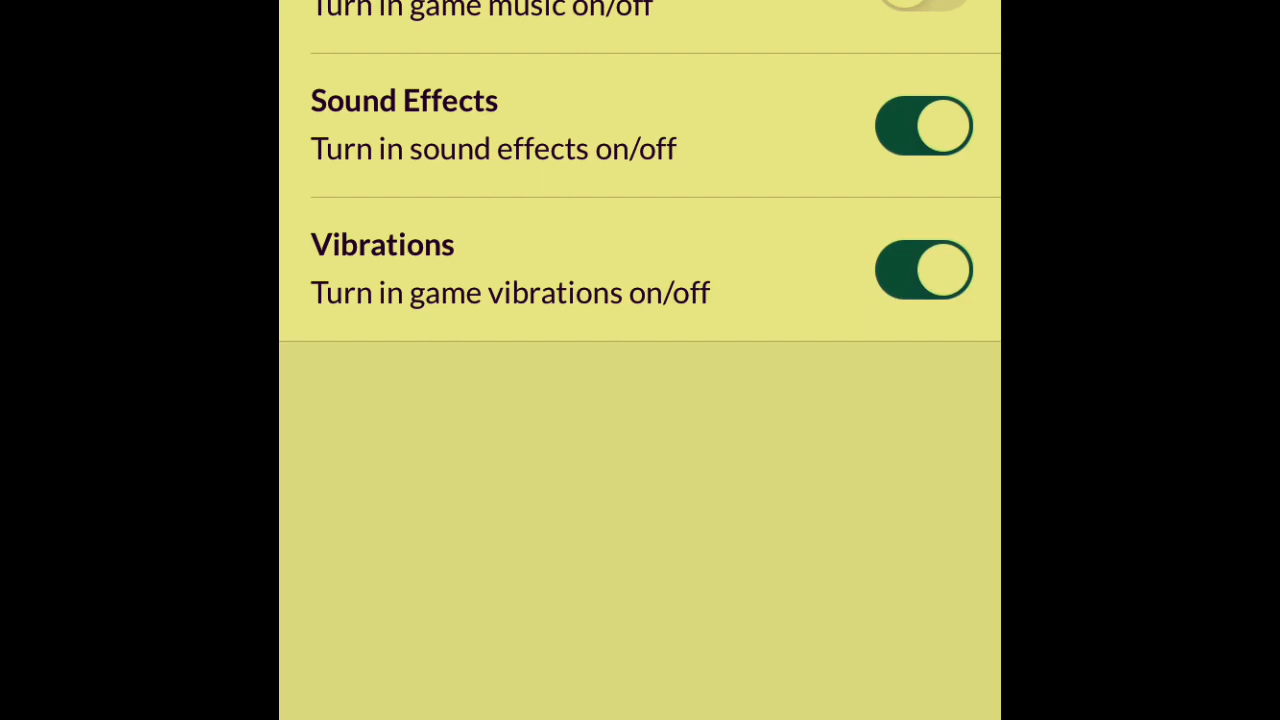 Turn in game music on/off
Sound Effects
Turn in sound effects on/off
Vibrations
Turn in game vibrations on/off